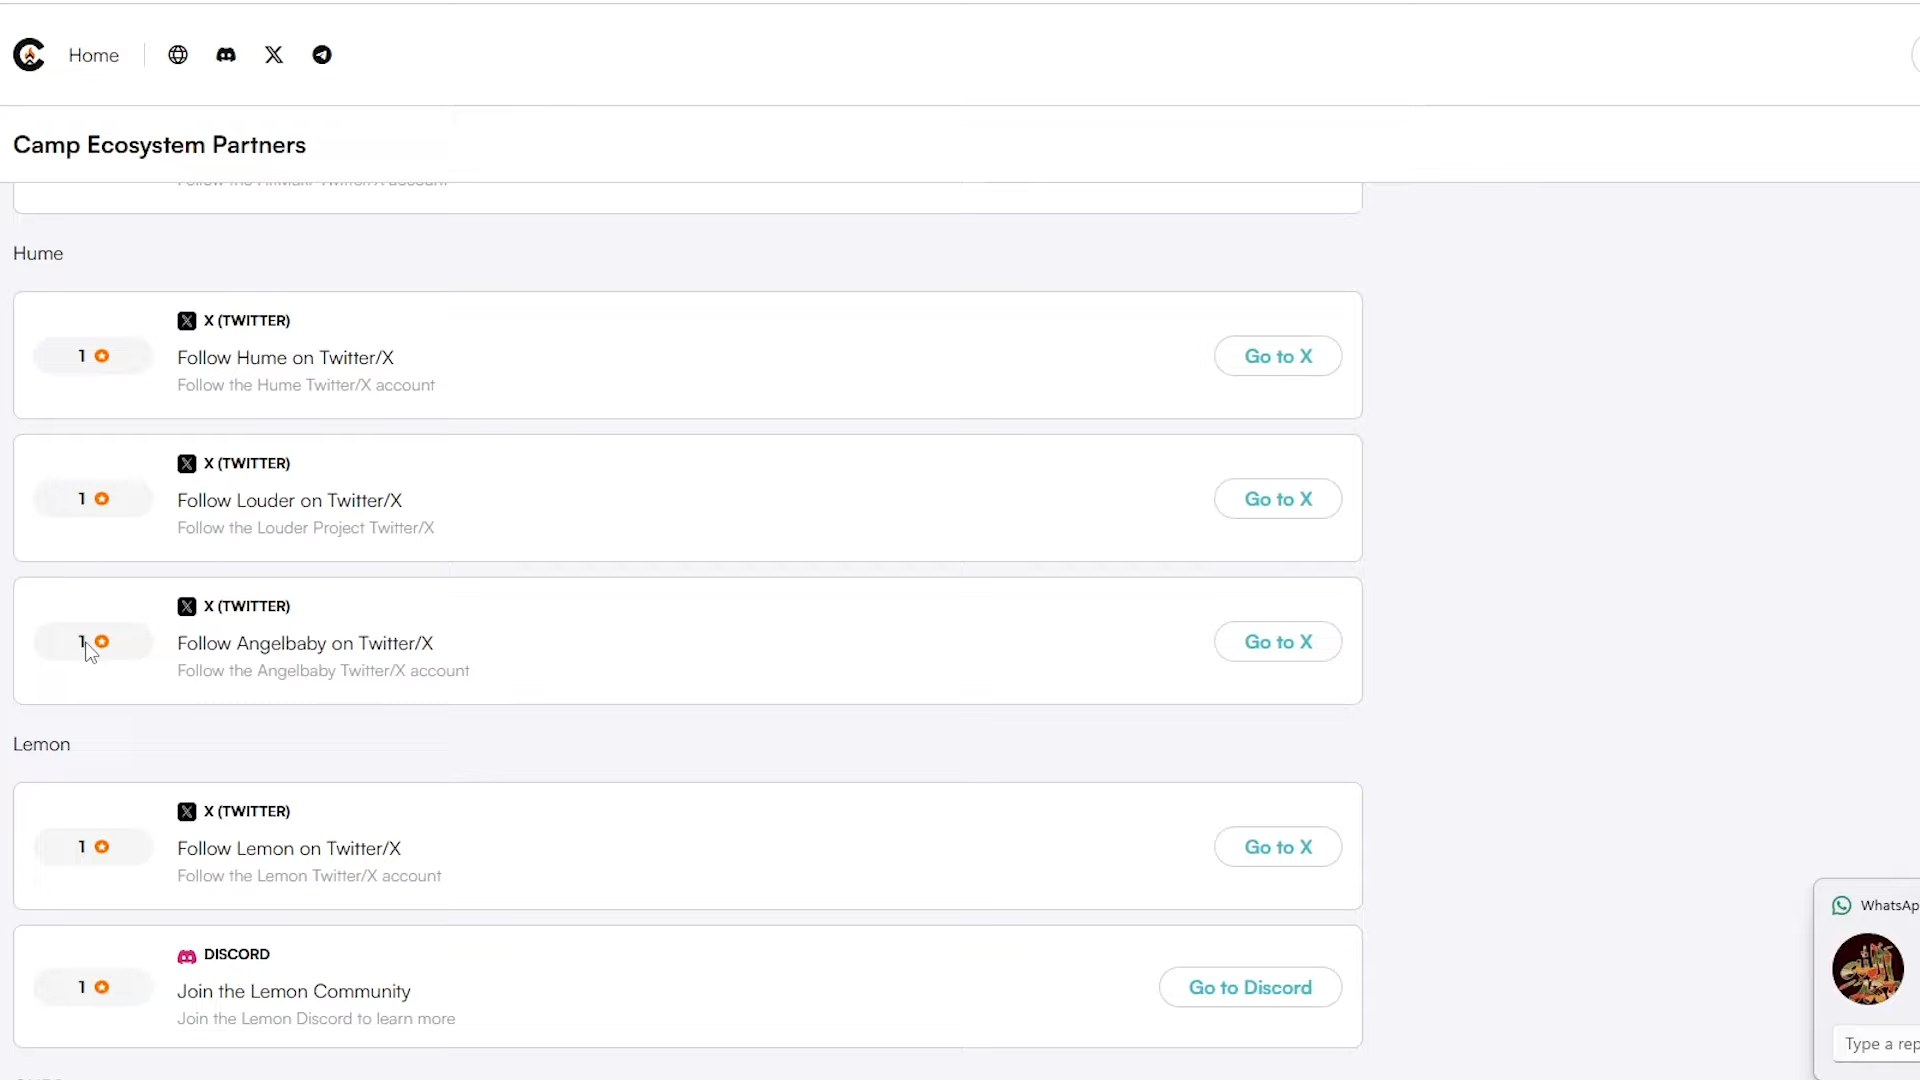 Home
Camp Ecosystem Partners
Hume
1
X (TWITTER)
Follow Hume on Twitter/X
Follow the Hume Twitter/X account
Go to X
1
X (TWITTER)
Follow Louder on Twitter/X
Follow the Louder Project Twitter/X
Go to X
1
X (TWITTER)
Follow Angelbaby on Twitter/X
Follow the Angelbaby Twitter/X account
Go to X
Lemon
1
X (TWITTER)
Follow Lemon on Twitter/X
Follow the Lemon Twitter/X account
Go to X
1
DISCORD
Join the Lemon Community
Join the Lemon Discord to learn more
Go to Discord
WhatsAp
Type a rep